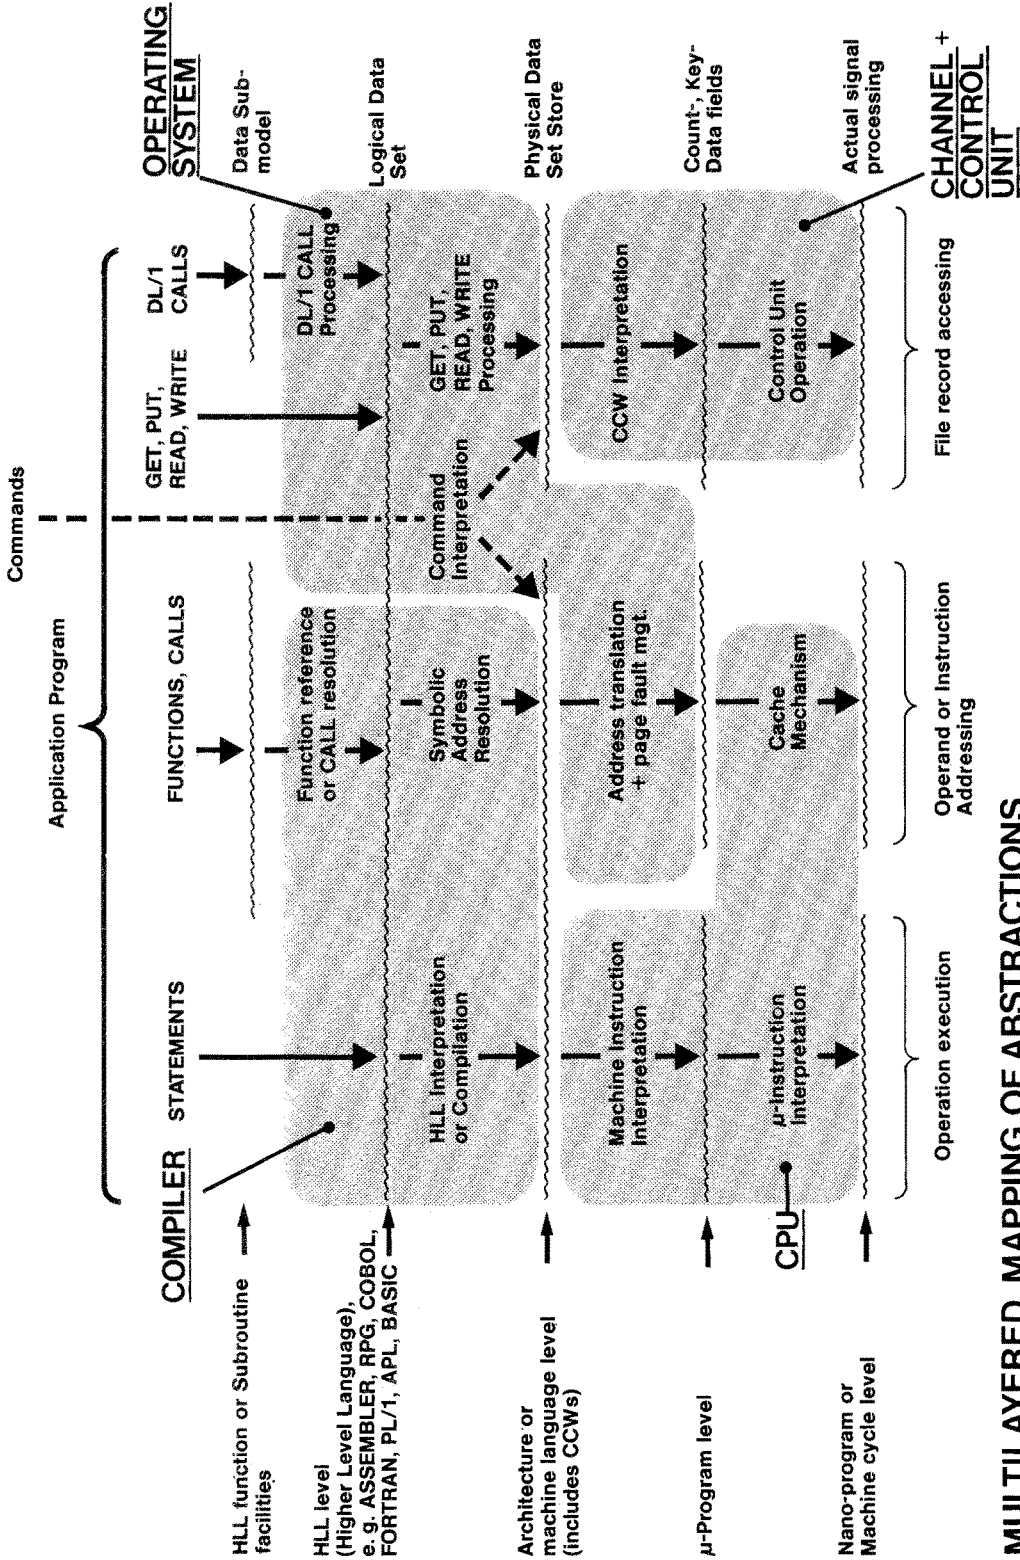 Commands
Application Program
COMPILER
STATEMENTS
FUNCTIONS, CALLS
GET, PUT,
READ, WRITE
DL/1
CALLS
OPERATING
SYSTEM
HLL function or Subroutine
facilities
Data Sub-
model
Function reference
or CALL resolution
DL/1 CALL
Processing
HLL level
(Higher Level Language),
e. g. ASSEMBLER, RPG, COBOL,
FORTRAN, PL/1, APL, BASIC
Logical Data
Set
HLL Interpretation
or Compilation
Symbolic
Address
Resolution
Command
Interpretation
GET, PUT,
READ, WRITE
Processing
Architecture or
machine language level
(includes CCWs)
Physical Data
Set Store
Machine Instruction
Interpretation
Address translation
+ page fault mgt.
CCW Interpretation
μ-Program level
Count-, Key-
Data fields
CPU
μ-Instruction
Interpretation
Cache
Mechanism
Control Unit
Operation
Nano-program or
Machine cycle level
Actual signal
processing
Operation execution
Operand or Instruction
Addressing
File record accessing
CHANNEL +
CONTROL
UNIT
MULTILAYERED MAPPING OF ABSTRACTIONS